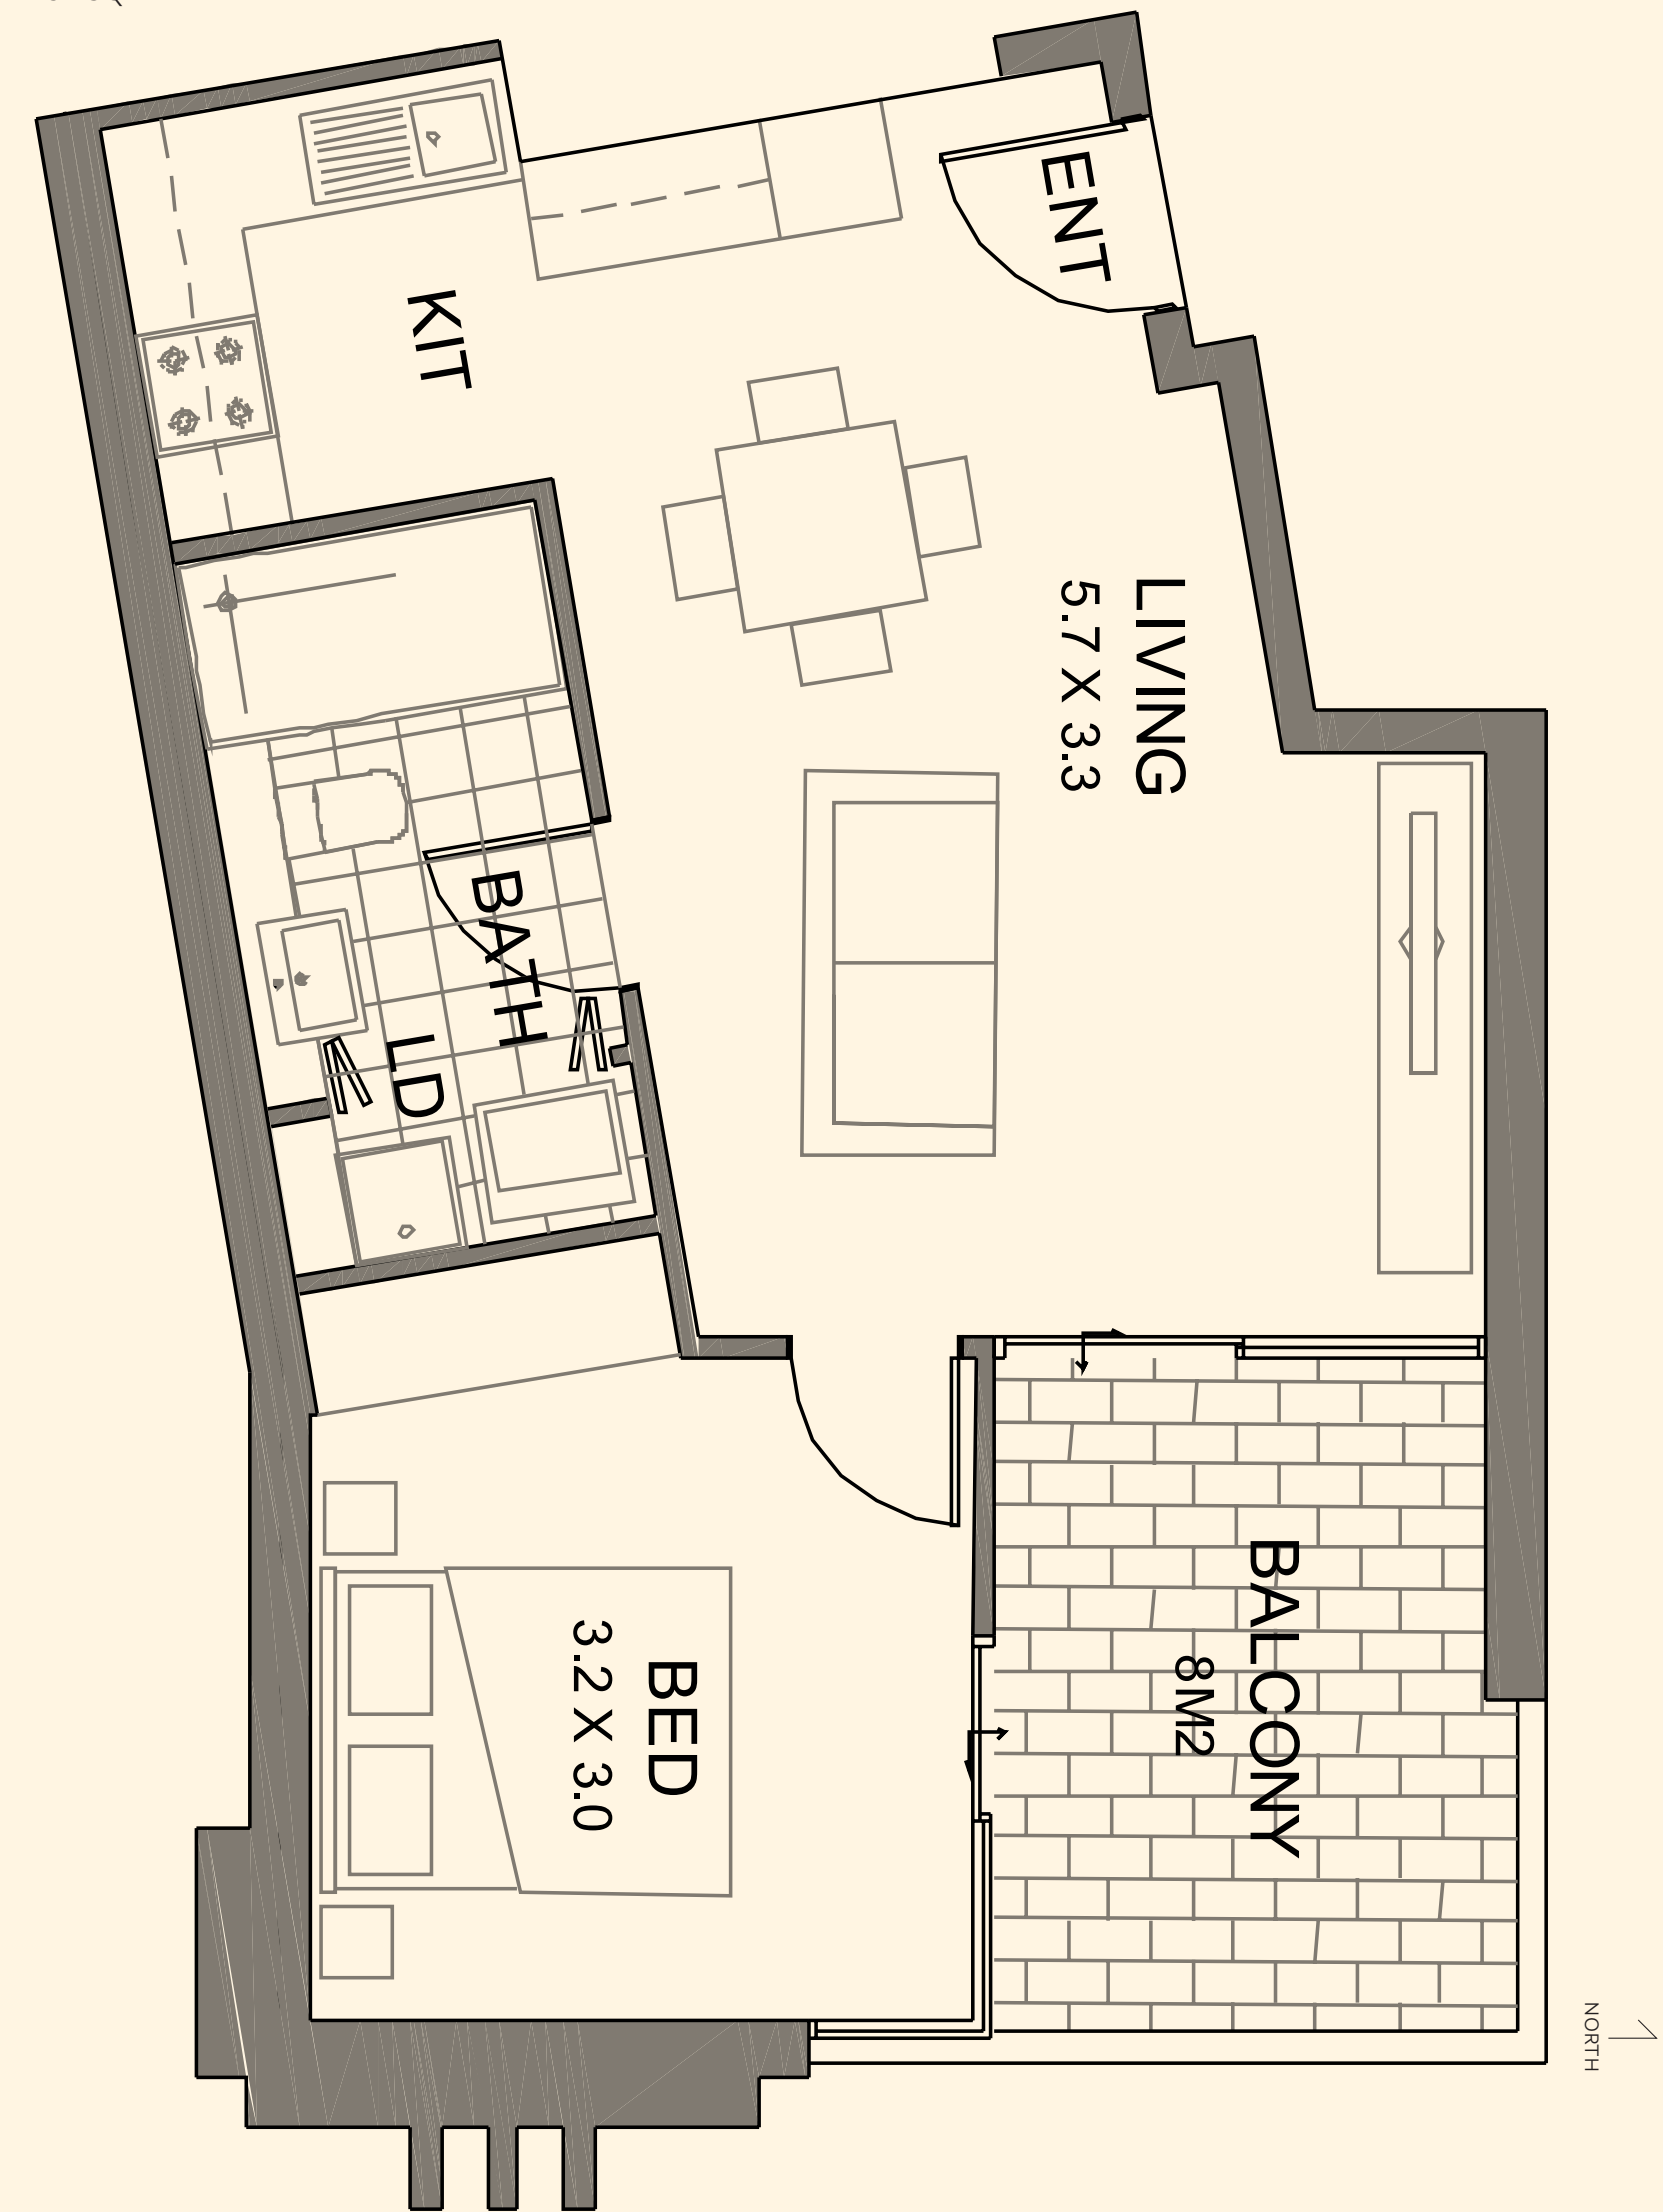 ENT
KIT
LIVING
5.7 X 3.3
BATH
LD
BED
3.2 X 3.0
BALCONY
8M2
NORTH